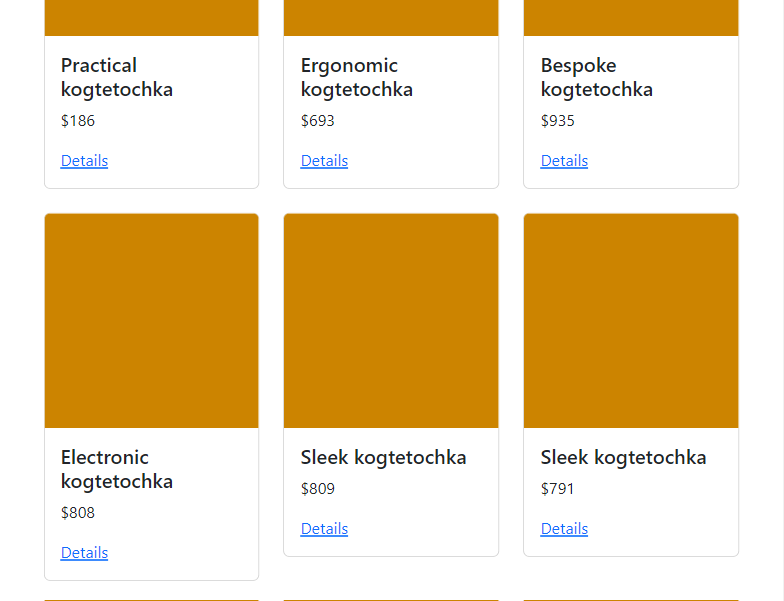 Practical
kogtetochka
$186
Details
Ergonomic
kogtetochka
$693
Details
Bespoke
kogtetochka
$935
Details
Electronic
kogtetochka
$808
Details
Sleek kogtetochka
$809
Details
Sleek kogtetochka
$791
Details